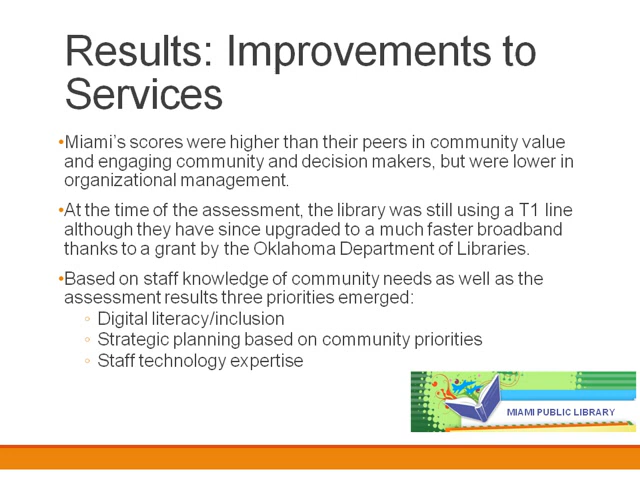 Results: Improvements to
Services
•Miami's scores were higher than their peers in community value
and engaging community and decision makers, but were lower in
organizational management.
•At the time of the assessment, the library was still using a T1 line
although they have since upgraded to a much faster broadband
thanks to a grant by the Oklahoma Department of Libraries.
•Based on staff knowledge of community needs as well as the
assessment results three priorities emerged:
◦ Digital literacy/inclusion
◦ Strategic planning based on community priorities
◦ Staff technology expertise
MIAMI PUBLIC LIBRARY